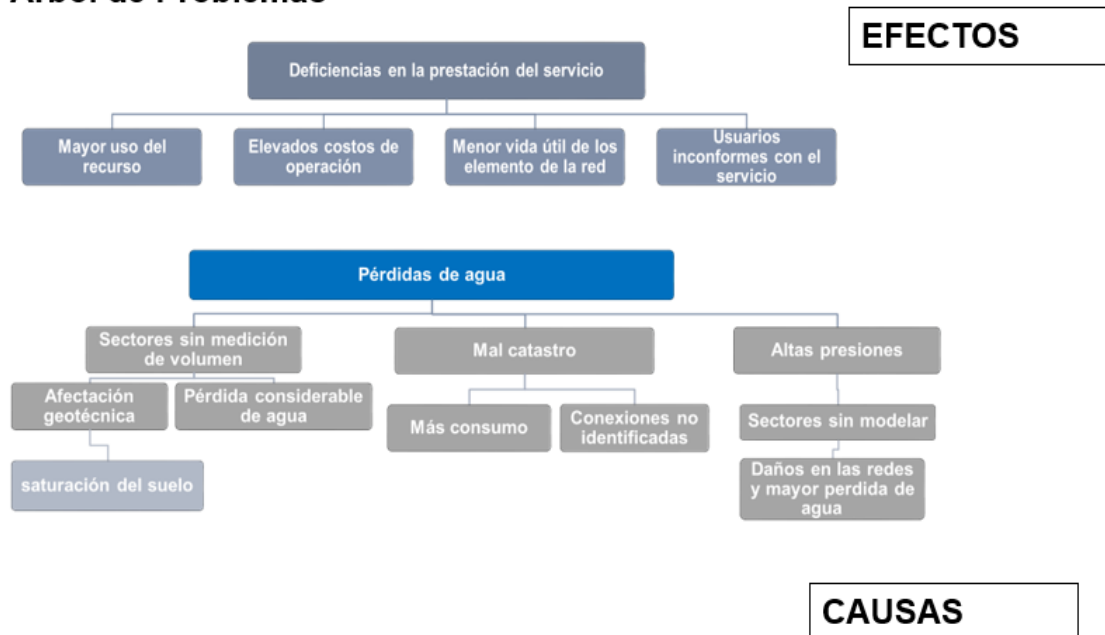 Árbol de Problemas
EFECTOS
Deficiencias en la prestación del servicio
Mayor uso del
recurso
Elevados costos de
operación
Menor vida útil de los
elemento de la red
Usuarios
inconformes con el
servicio
Pérdidas de agua
Sectores sin medición
de volumen
Mal catastro
Altas presiones
Afectación
geotécnica
Pérdida considerable
de agua
Más consumo
Conexiones no
identificadas
Sectores sin modelar
saturación del suelo
Daños en las redes
y mayor perdida de
agua
CAUSAS